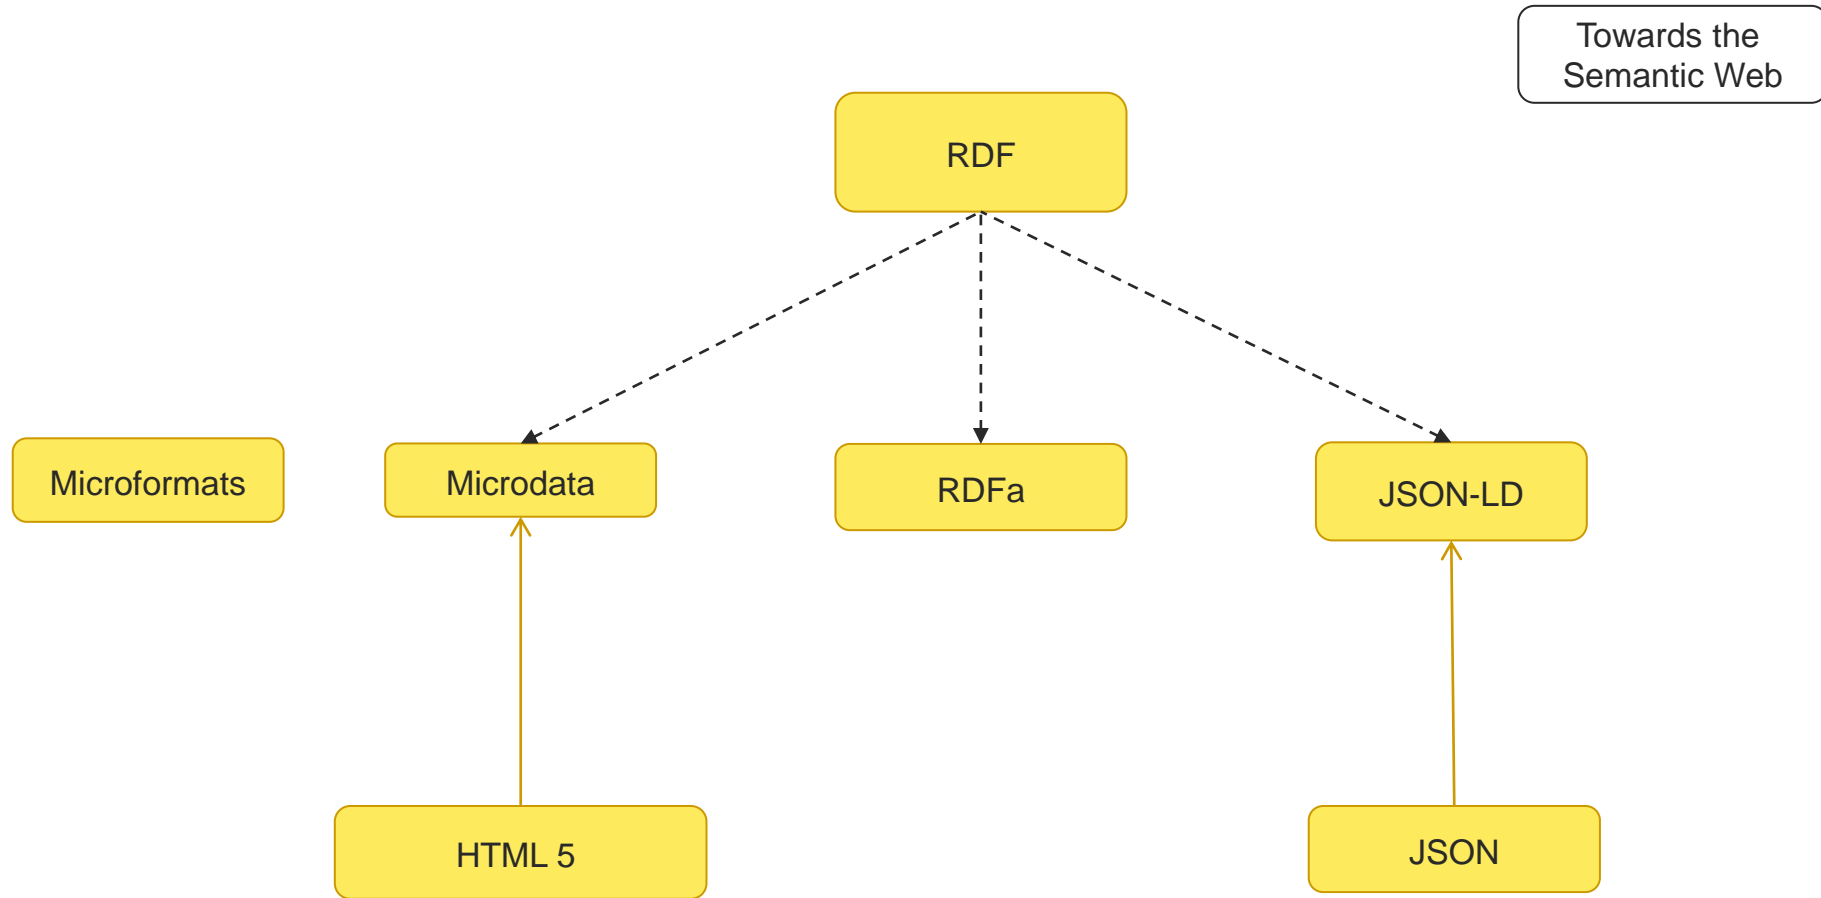 Towards the
Semantic Web
RDF
Microformats
Microdata
RDFa
JSON-LD
HTML 5
JSON